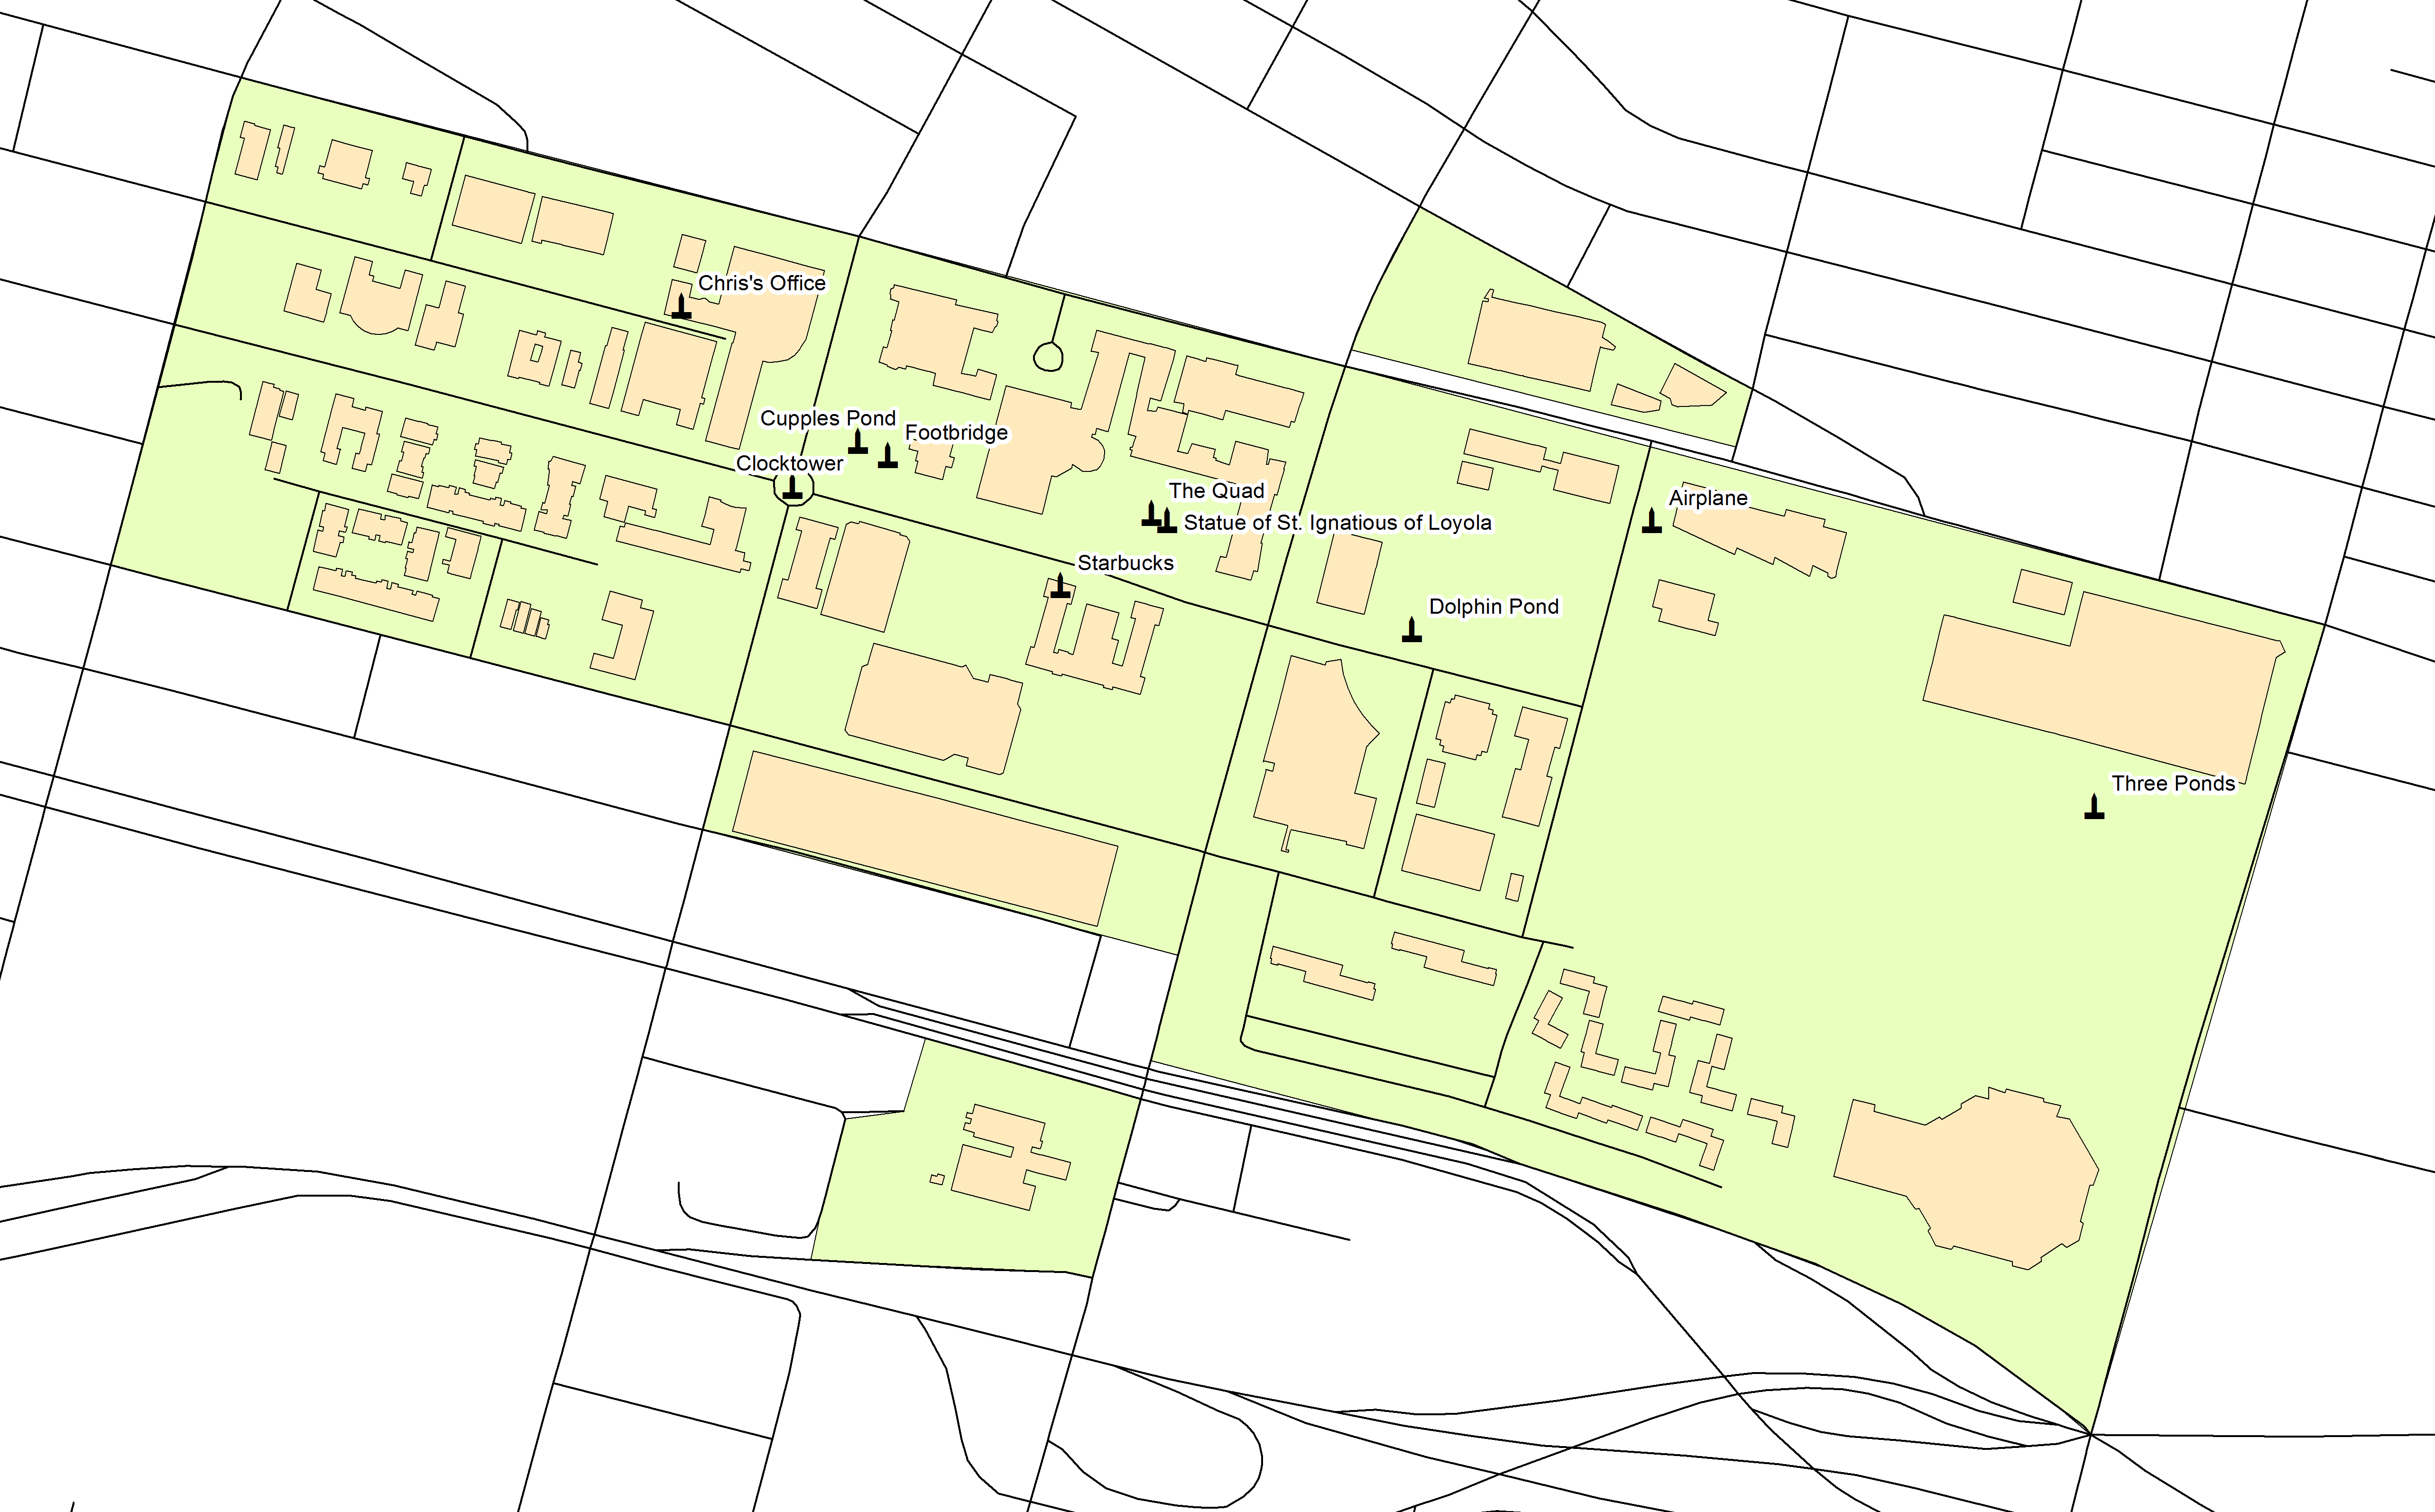 Chris's Office
Cupples Pond
Footbridge
Clocktower
The Quad
Airplane
Statue of St. Ignatious of Loyola
Starbucks
Dolphin Pond
Three Ponds